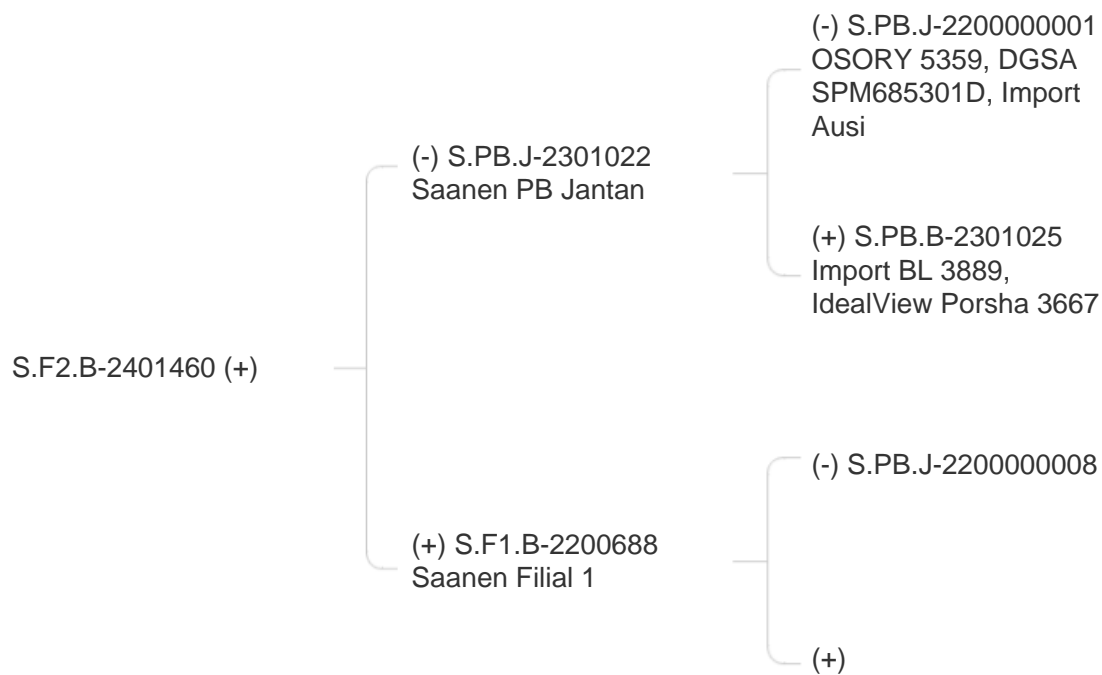 (-) S.PB.J-2200000001
OSORY 5359, DGSA
SPM685301D, Import
Ausi
(-) S.PB.J-2301022
Saanen PB Jantan
(+) S.PB.B-2301025
Import BL 3889,
IdealView Porsha 3667
S.F2.B-2401460 (+)
(-) S.PB.J-2200000008
(+) S.F1.B-2200688
Saanen Filial 1
(+)